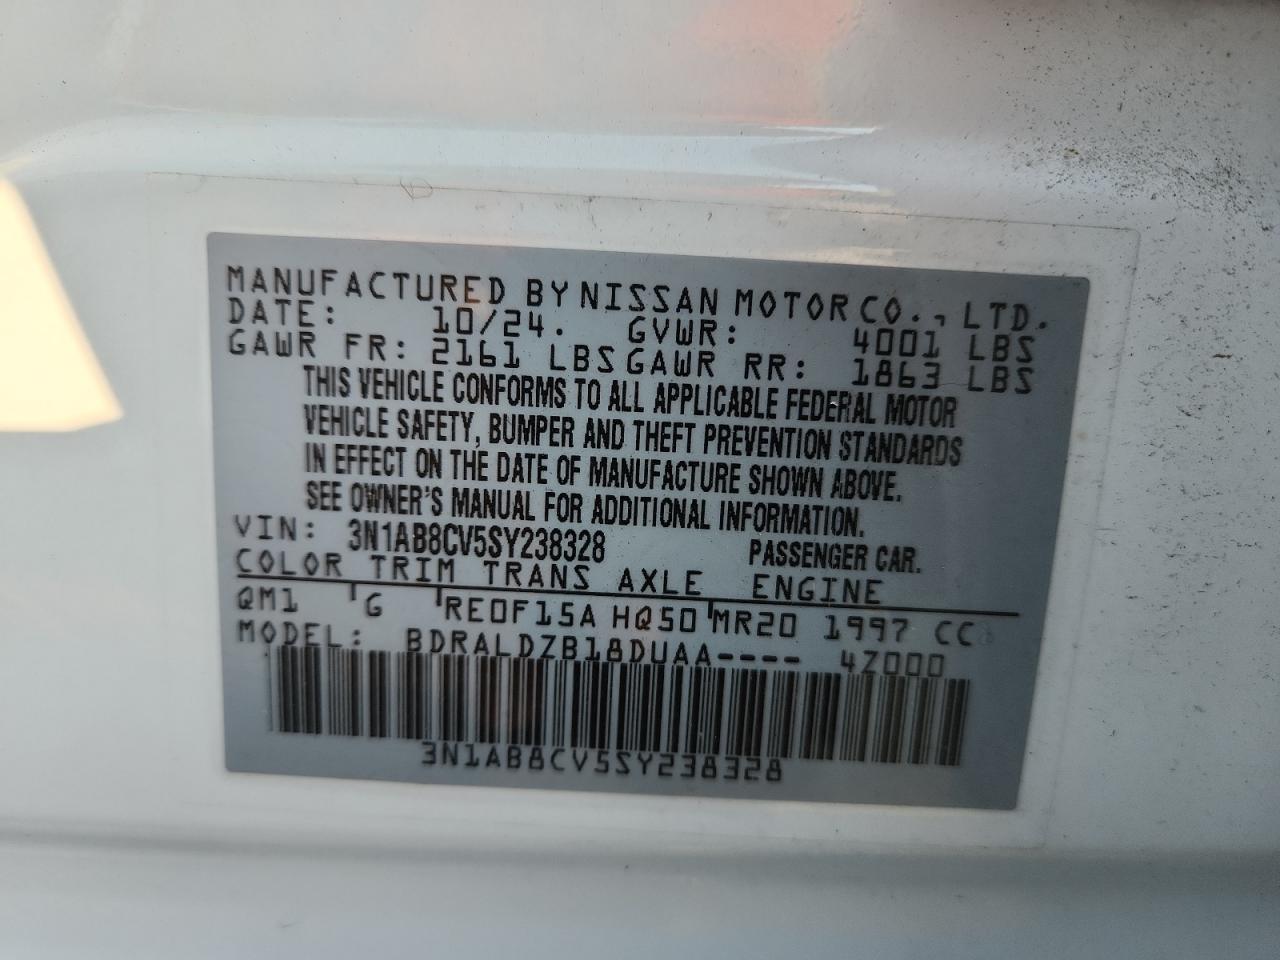 MANUFACTURED BY NISSAN MOTOR CO., LTD.
DATE: 10/24. GVWR: 4001 LBS
GAWR FR: 2161 LBS GAWR RR: 1863 LBS
THIS VEHICLE CONFORMS TO ALL APPLICABLE FEDERAL MOTOR
VEHICLE SAFETY, BUMPER AND THEFT PREVENTION STANDARDS
IN EFFECT ON THE DATE OF MANUFACTURE SHOWN ABOVE.
SEE OWNER'S MANUAL FOR ADDITIONAL INFORMATION.
VIN: 3N1AB8CV5SY238328 PASSENGER CAR.
COLOR TRIM TRANS AXLE ENGINE
QM1 G RE0F15A HQ50 MR20 1997 CC
MODEL: BDRALDZB18DUAA---- 4Z000
3N1AB8CV5SY238328